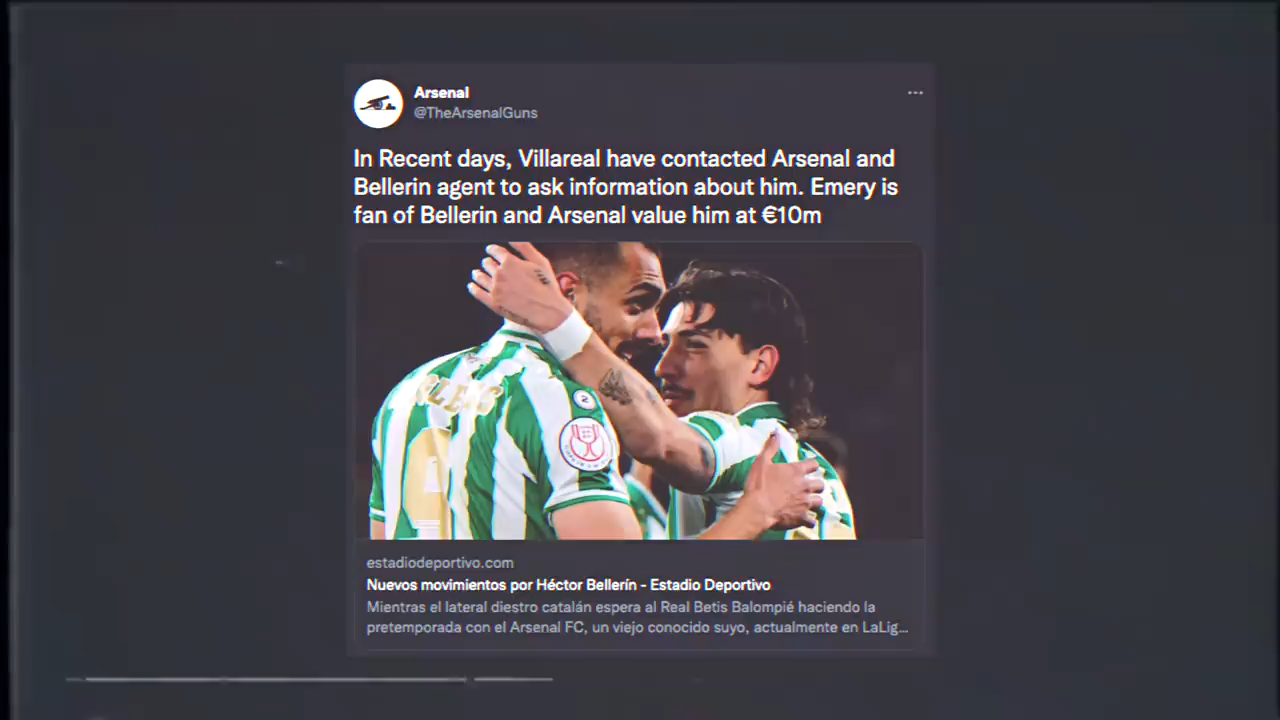 Arsenal
@TheArsenalGuns
In Recent days, Villareal have contacted Arsenal and
Bellerin agent to ask information about him. Emery is
fan of Bellerin and Arsenal value him at €10m
estadiodeportivo.com
Nuevos movimientos por Héctor Bellerín - Estadio Deportivo
Mientras el lateral diestro catalán espera al Real Betis Balompié haciendo la
pretemporada con el Arsenal FC, un viejo conocido suyo, actualmente en LaLig...